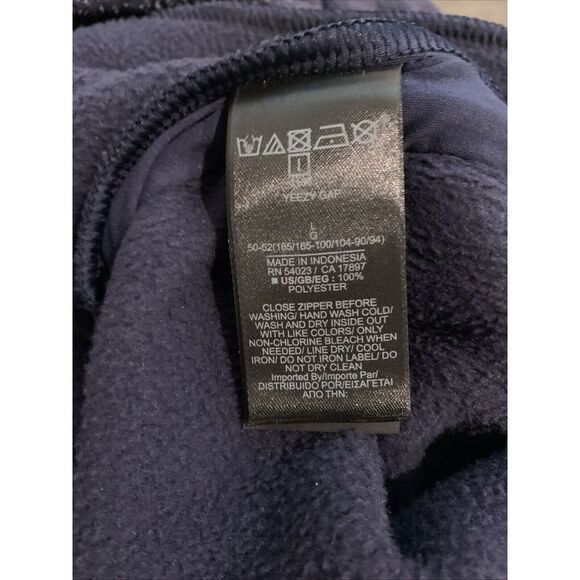 YEEZY GAP
L
G
50-52(185/185-100/104-90/94)
MADE IN INDONESIA
RN 54023 / CA 17897
■ US/GB/EG : 100%
POLYESTER
CLOSE ZIPPER BEFORE
WASHING/ HAND WASH COLD/
WASH AND DRY INSIDE OUT
WITH LIKE COLORS/ ONLY
NON-CHLORINE BLEACH WHEN
NEEDED/ LINE DRY/ COOL
IRON/ DO NOT IRON LABEL/ DO
NOT DRY CLEAN
Imported By/Importe Par/
DISTRIBUIDO POR/ΕΙΣΑΓΕΤΑΙ
ΑΠΟ ΤΗΝ: